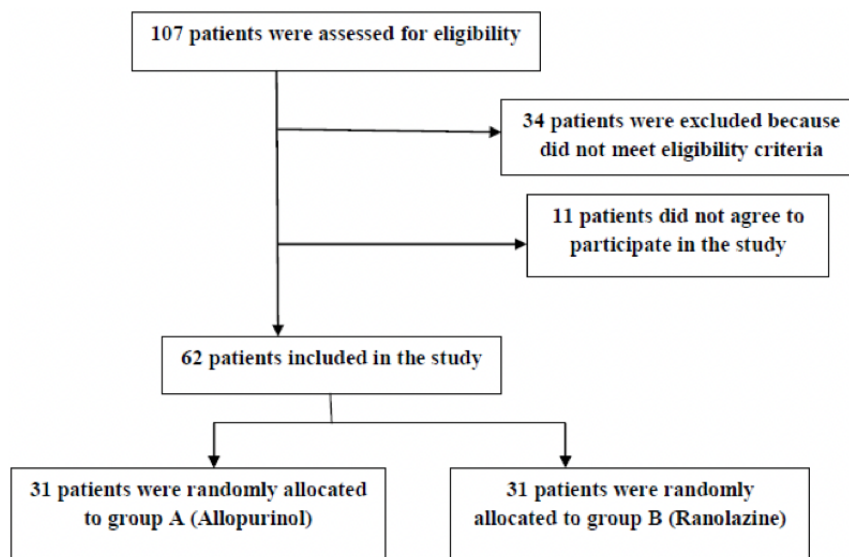 107 patients were assessed for eligibility
34 patients were excluded because
did not meet eligibility criteria
11 patients did not agree to
participate in the study
62 patients included in the study
31 patients were randomly allocated
to group A (Allopurinol)
31 patients were randomly
allocated to group B (Ranolazine)